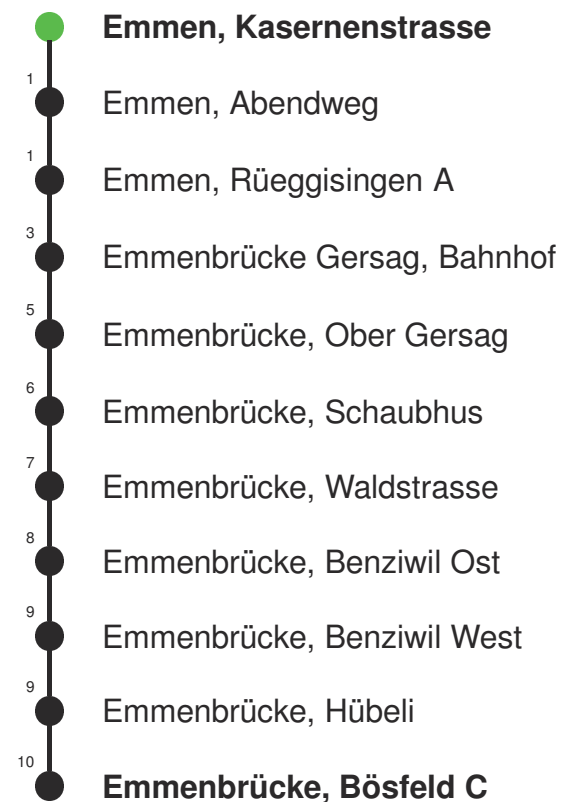 Emmen, Kasernenstrasse
1
Emmen, Abendweg
1
Emmen, Rüeggisingen A
3
Emmenbrücke Gersag, Bahnhof
5
Emmenbrücke, Ober Gersag
6
Emmenbrücke, Schaubhus
7
Emmenbrücke, Waldstrasse
8
Emmenbrücke, Benziwil Ost
9
Emmenbrücke, Benziwil West
9
Emmenbrücke, Hübeli
10
Emmenbrücke, Bösfeld C